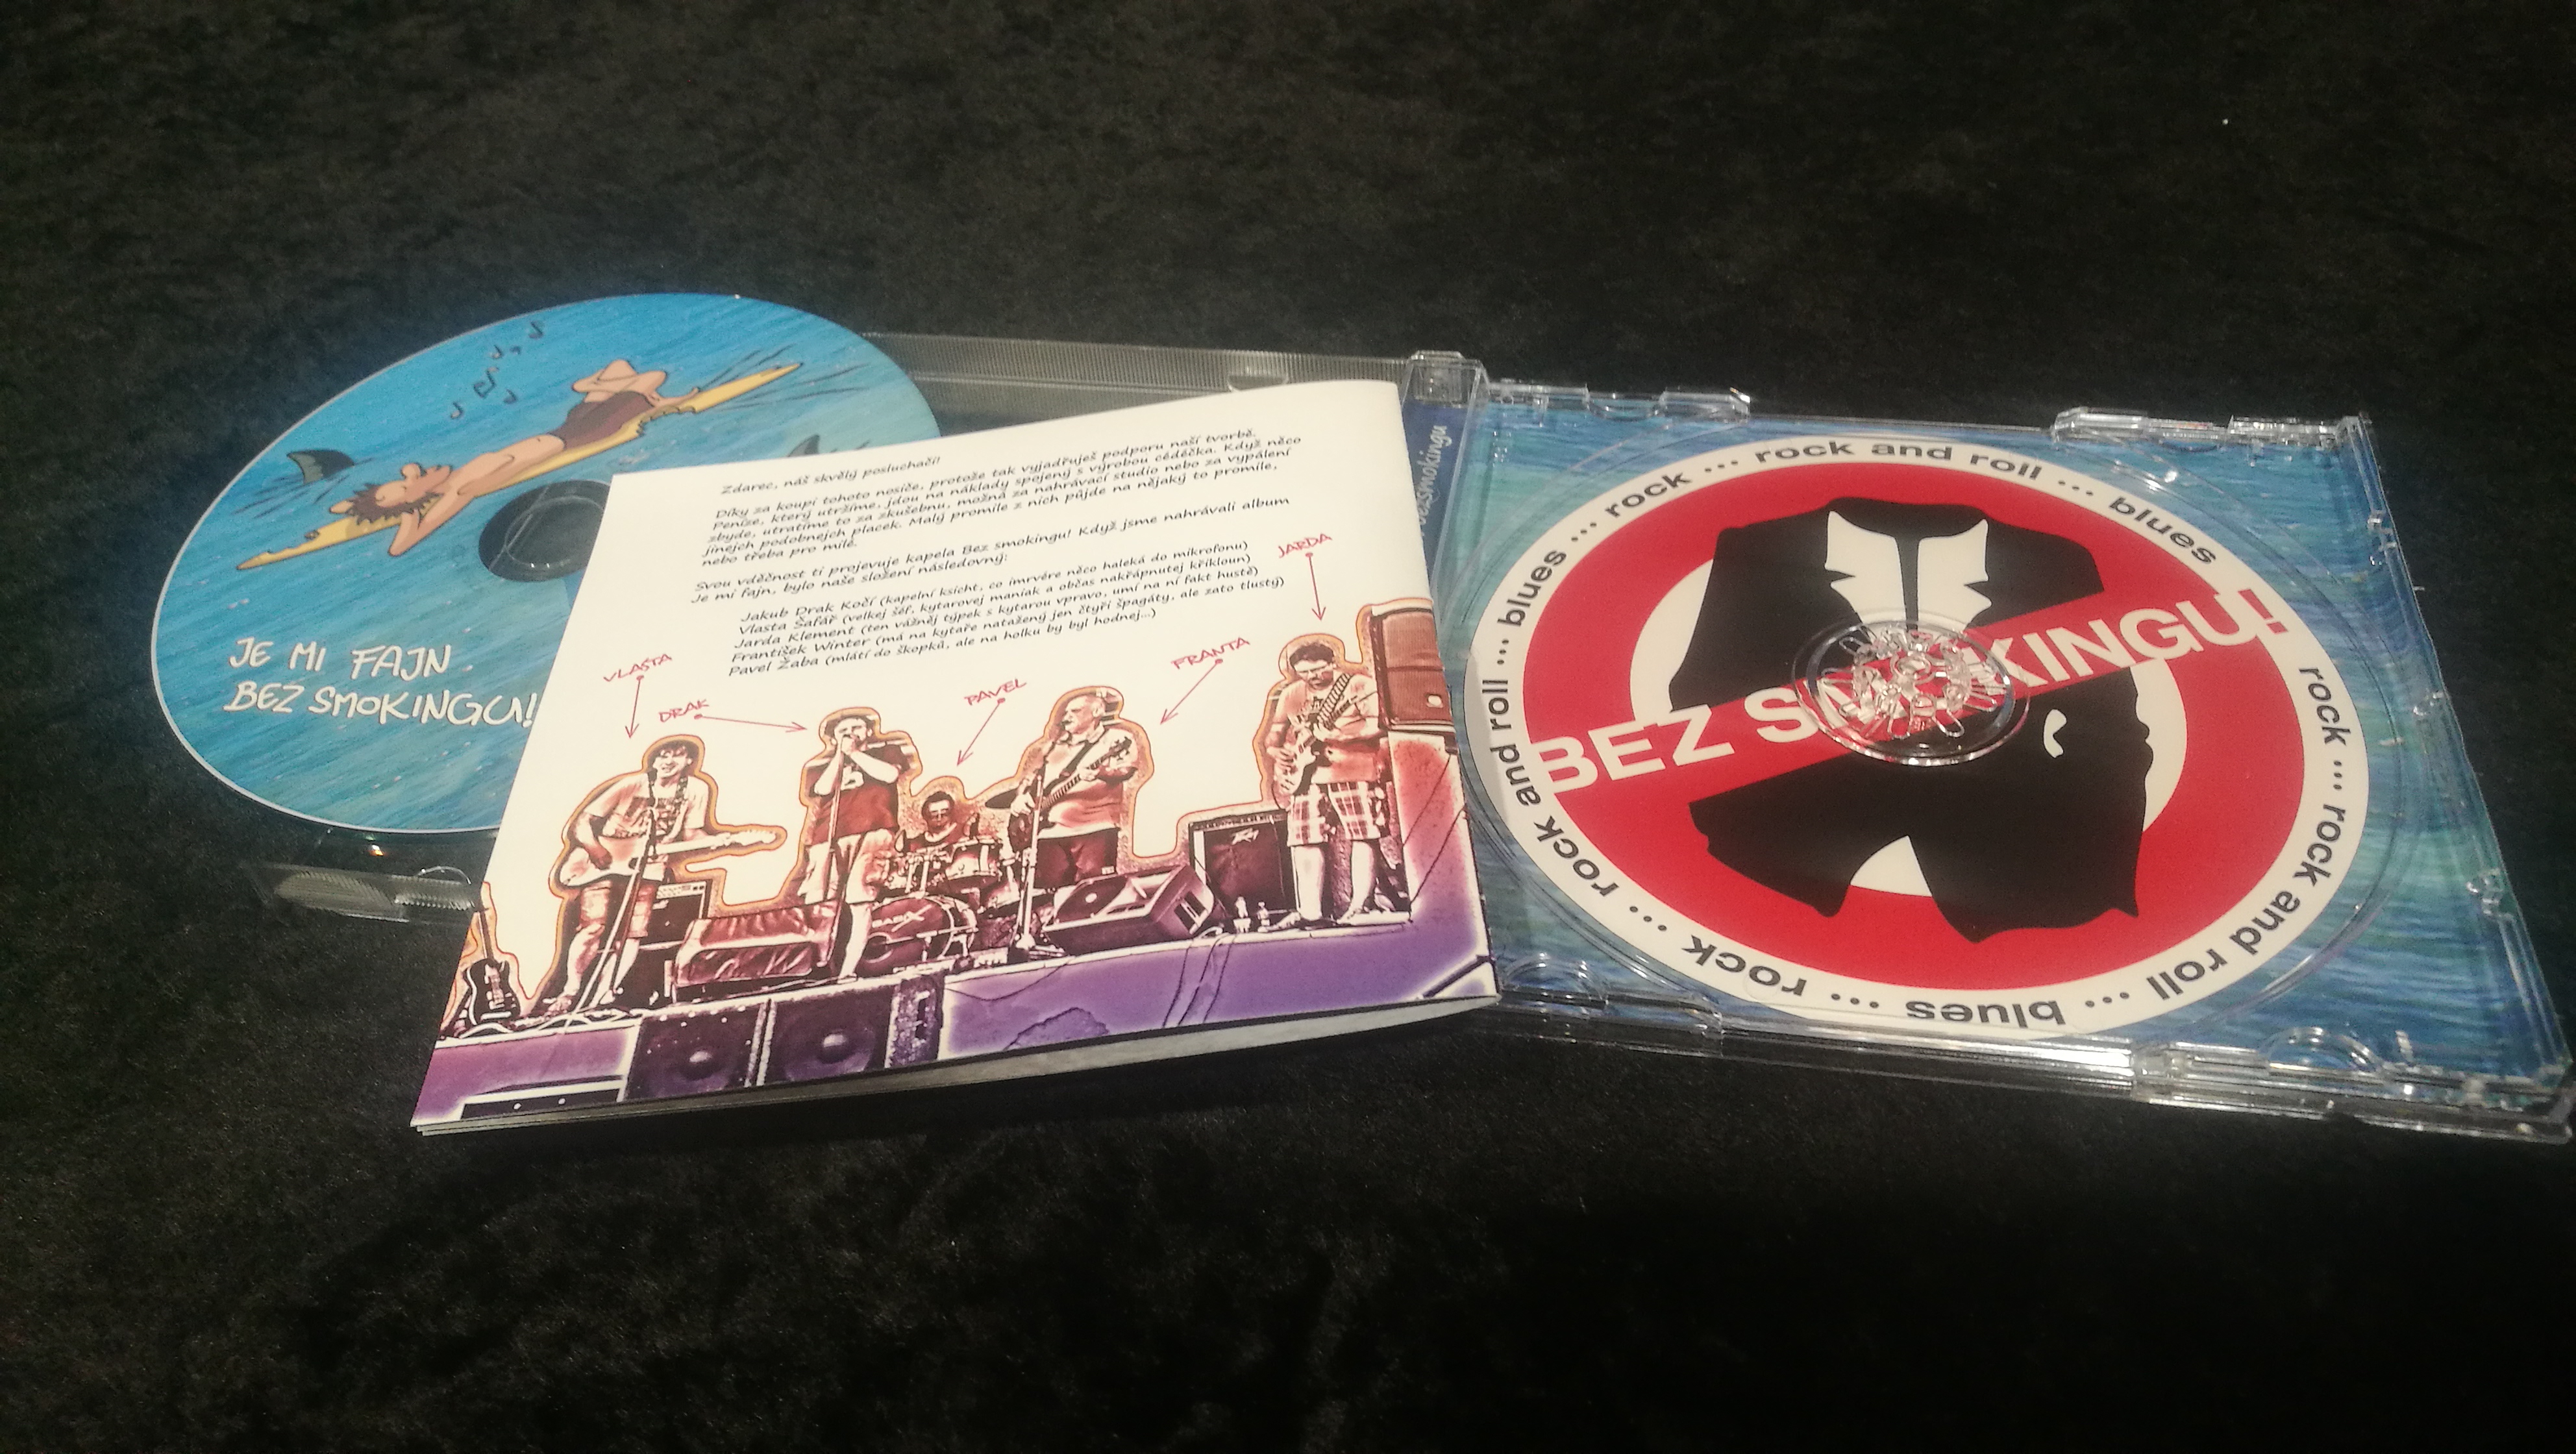 JE MI FAJN
BEZ SMOKINGU!
Zdarec, náš skvělý posluchači!
Díky za koupi tohoto nosiče, protože tak vyjadřuješ podporu naší tvorbě.
Peníze, který utržíme, jdou na náklady spojený s výrobou cédéčka. Když něco
zbyde, utratíme to za zkušebnu, možná za nahrávací studio nebo za vypálení
jinejch podobnejch placek. Malý promile z nich půjde na nějaký to promile,
nebo třeba pro milé.
Svou vděčnost ti projevuje kapela Bez smokingu! Když jsme nahrávali album
Je mi fajn, bylo naše složení následovný:
Jakub Drak Kočí (kapelní ksicht, co imrvére něco haleká do mikrofonu)
Vlasta Šafář (velkej šéf, kytarovej maniak a občas nakřápnutej křikloun)
Jarda Klement (ten vážněj týpek s kytarou vpravo, umí na ní fakt hustě)
František Winter (má na kytaře natažený jen čtyři špagáty, ale zato tlustý)
Pavel Žaba (mlátí do škopků, ale na holku by byl hodnej...)
VLASTA
DRAK
PAVEL
FRANTA
JARDA
PEAVEY
bezsmokingu
rock ... rock and roll ... blues ... rock ... rock and roll ... blues ... rock ... rock and roll ... blues ...
BEZ SMOKINGU!